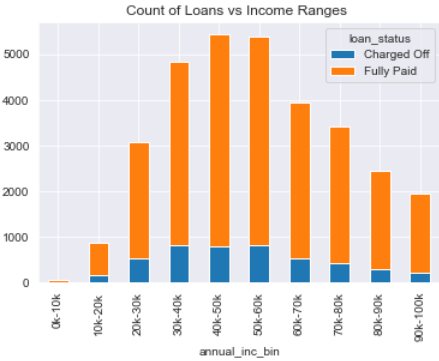 Count of Loans vs Income Ranges
loan_status
Charged Off
Fully Paid
5000
4000
3000
2000
1000
0
0k-10k
10k-20k
20k-30k
30k-40k
40k-50k
50k-60k
60k-70k
70k-80k
80k-90k
90k-100k
annual_inc_bin